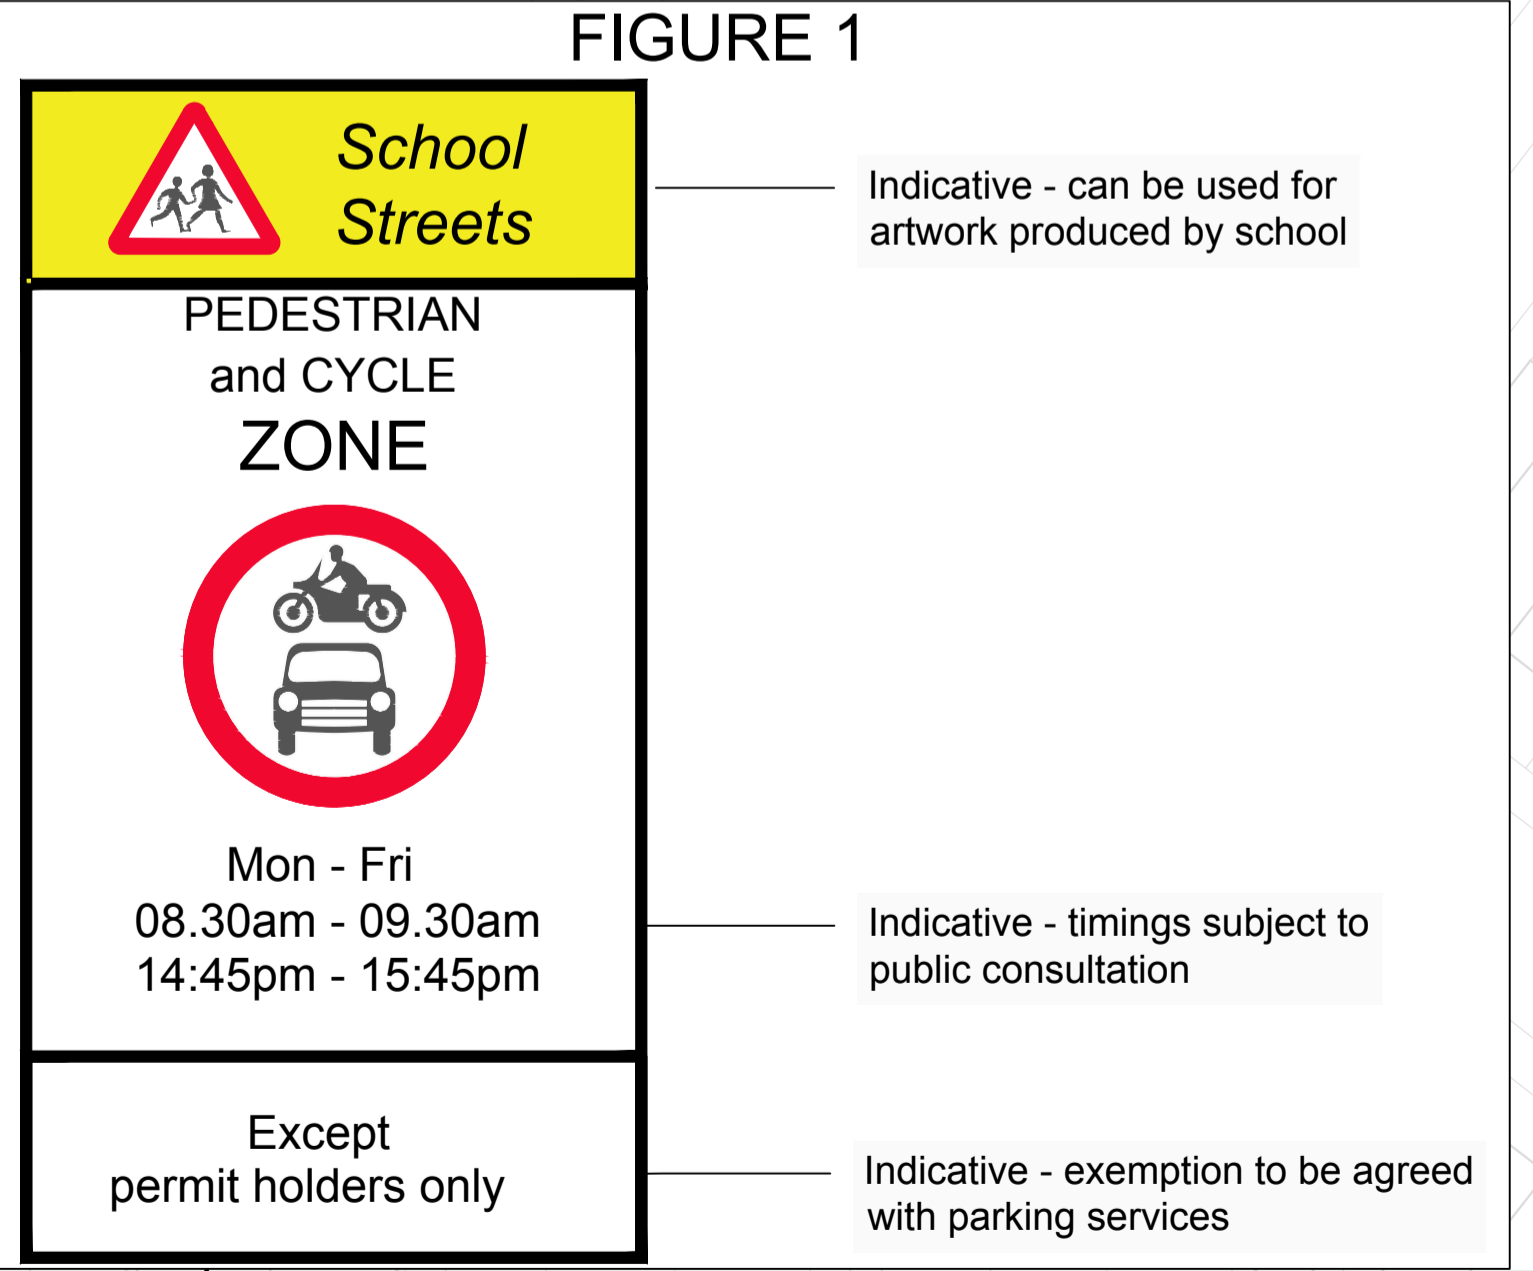 FIGURE 1
School
Streets
Indicative - can be used for
artwork produced by school
PEDESTRIAN
and CYCLE
ZONE
Mon - Fri
08.30am - 09.30am
14:45pm - 15:45pm
Indicative - timings subject to
public consultation
Except
permit holders only
Indicative - exemption to be agreed
with parking services